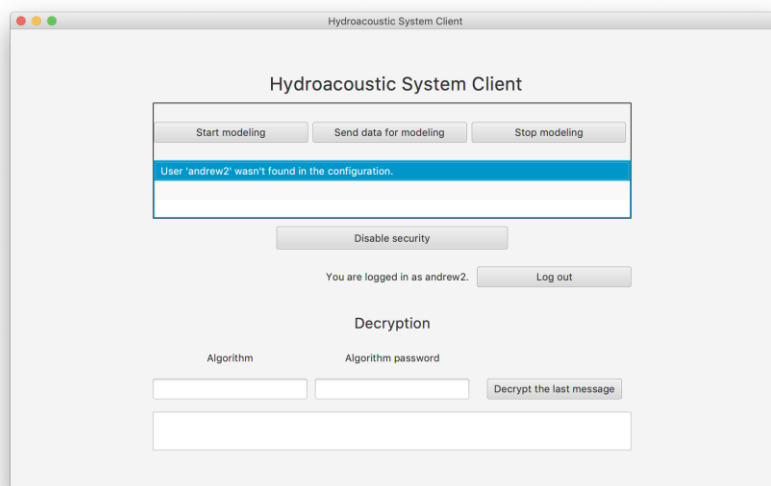 Hydroacoustic System Client
Hydroacoustic System Client
Start modeling Send data for modeling Stop modeling
User 'andrew2' wasn't found in the configuration.
Disable security
You are logged in as andrew2. Log out
Decryption
Algorithm Algorithm password
Decrypt the last message